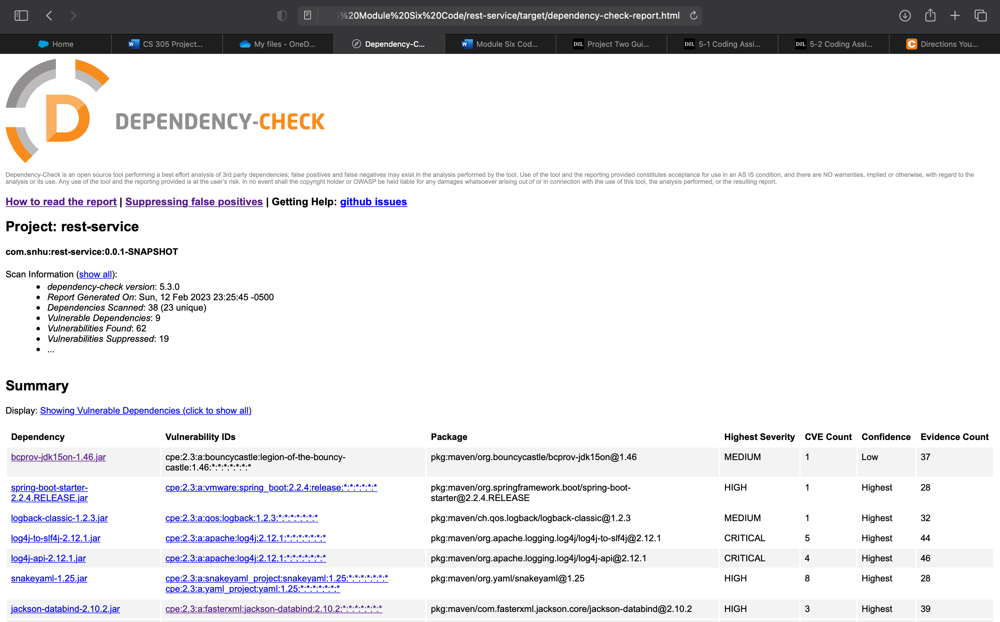 %20Module%20Six%20Code/rest-service/target/dependency-check-report.html
Home
CS 305 Project...
My files - OneD...
Dependency-C...
Module Six Cod...
D2L Project Two Gui...
D2L 5-1 Coding Assi...
D2L 5-2 Coding Assi...
C Directions You...
D
DEPENDENCY-CHECK
Dependency-Check is an open source tool performing a best effort analysis of 3rd party dependencies; false positives and false negatives may exist in the analysis performed by the tool. Use of the tool and the reporting provided constitutes acceptance for use in an AS IS condition, and there are NO warranties, implied or otherwise, with regard to the
analysis or its use. Any use of the tool and the reporting provided is at the user's risk. In no event shall the copyright holder or OWASP be held liable for any damages whatsoever arising out of or in connection with the use of this tool, the analysis performed, or the resulting report.
How to read the report | Suppressing false positives | Getting Help: github issues
Project: rest-service
com.snhu:rest-service:0.0.1-SNAPSHOT
Scan Information (show all):
• dependency-check version: 5.3.0
• Report Generated On: Sun, 12 Feb 2023 23:25:45 -0500
• Dependencies Scanned: 38 (23 unique)
• Vulnerable Dependencies: 9
• Vulnerabilities Found: 62
• Vulnerabilities Suppressed: 19
• ...
Summary
Display: Showing Vulnerable Dependencies (click to show all)
Dependency Vulnerability IDs Package Highest Severity CVE Count Confidence Evidence Count
bcprov-jdk15on-1.46.jar cpe:2.3:a:bouncycastle:legion-of-the-bouncy- pkg:maven/org.bouncycastle/bcprov-jdk15on@1.46 MEDIUM 1 Low 37
castle:1.46:*:*:*:*:*:*:*
spring-boot-starter- cpe:2.3:a:vmware:spring_boot:2.2.4:release:*:*:*:*:*:* pkg:maven/org.springframework.boot/spring-boot- HIGH 1 Highest 28
2.2.4.RELEASE.jar starter@2.2.4.RELEASE
logback-classic-1.2.3.jar cpe:2.3:a:qos:logback:1.2.3:*:*:*:*:*:*:* pkg:maven/ch.qos.logback/logback-classic@1.2.3 MEDIUM 1 Highest 32
log4j-to-slf4j-2.12.1.jar cpe:2.3:a:apache:log4j:2.12.1:*:*:*:*:*:*:* pkg:maven/org.apache.logging.log4j/log4j-to-slf4j@2.12.1 CRITICAL 5 Highest 44
log4j-api-2.12.1.jar cpe:2.3:a:apache:log4j:2.12.1:*:*:*:*:*:*:* pkg:maven/org.apache.logging.log4j/log4j-api@2.12.1 CRITICAL 4 Highest 46
snakeyaml-1.25.jar cpe:2.3:a:snakeyaml_project:snakeyaml:1.25:*:*:*:*:*:*:* pkg:maven/org.yaml/snakeyaml@1.25 HIGH 8 Highest 28
cpe:2.3:a:yaml_project:yaml:1.25:*:*:*:*:*:*:*
jackson-databind-2.10.2.jar cpe:2.3:a:fasterxml:jackson-databind:2.10.2:*:*:*:*:*:*:* pkg:maven/com.fasterxml.jackson.core/jackson-databind@2.10.2 HIGH 3 Highest 39